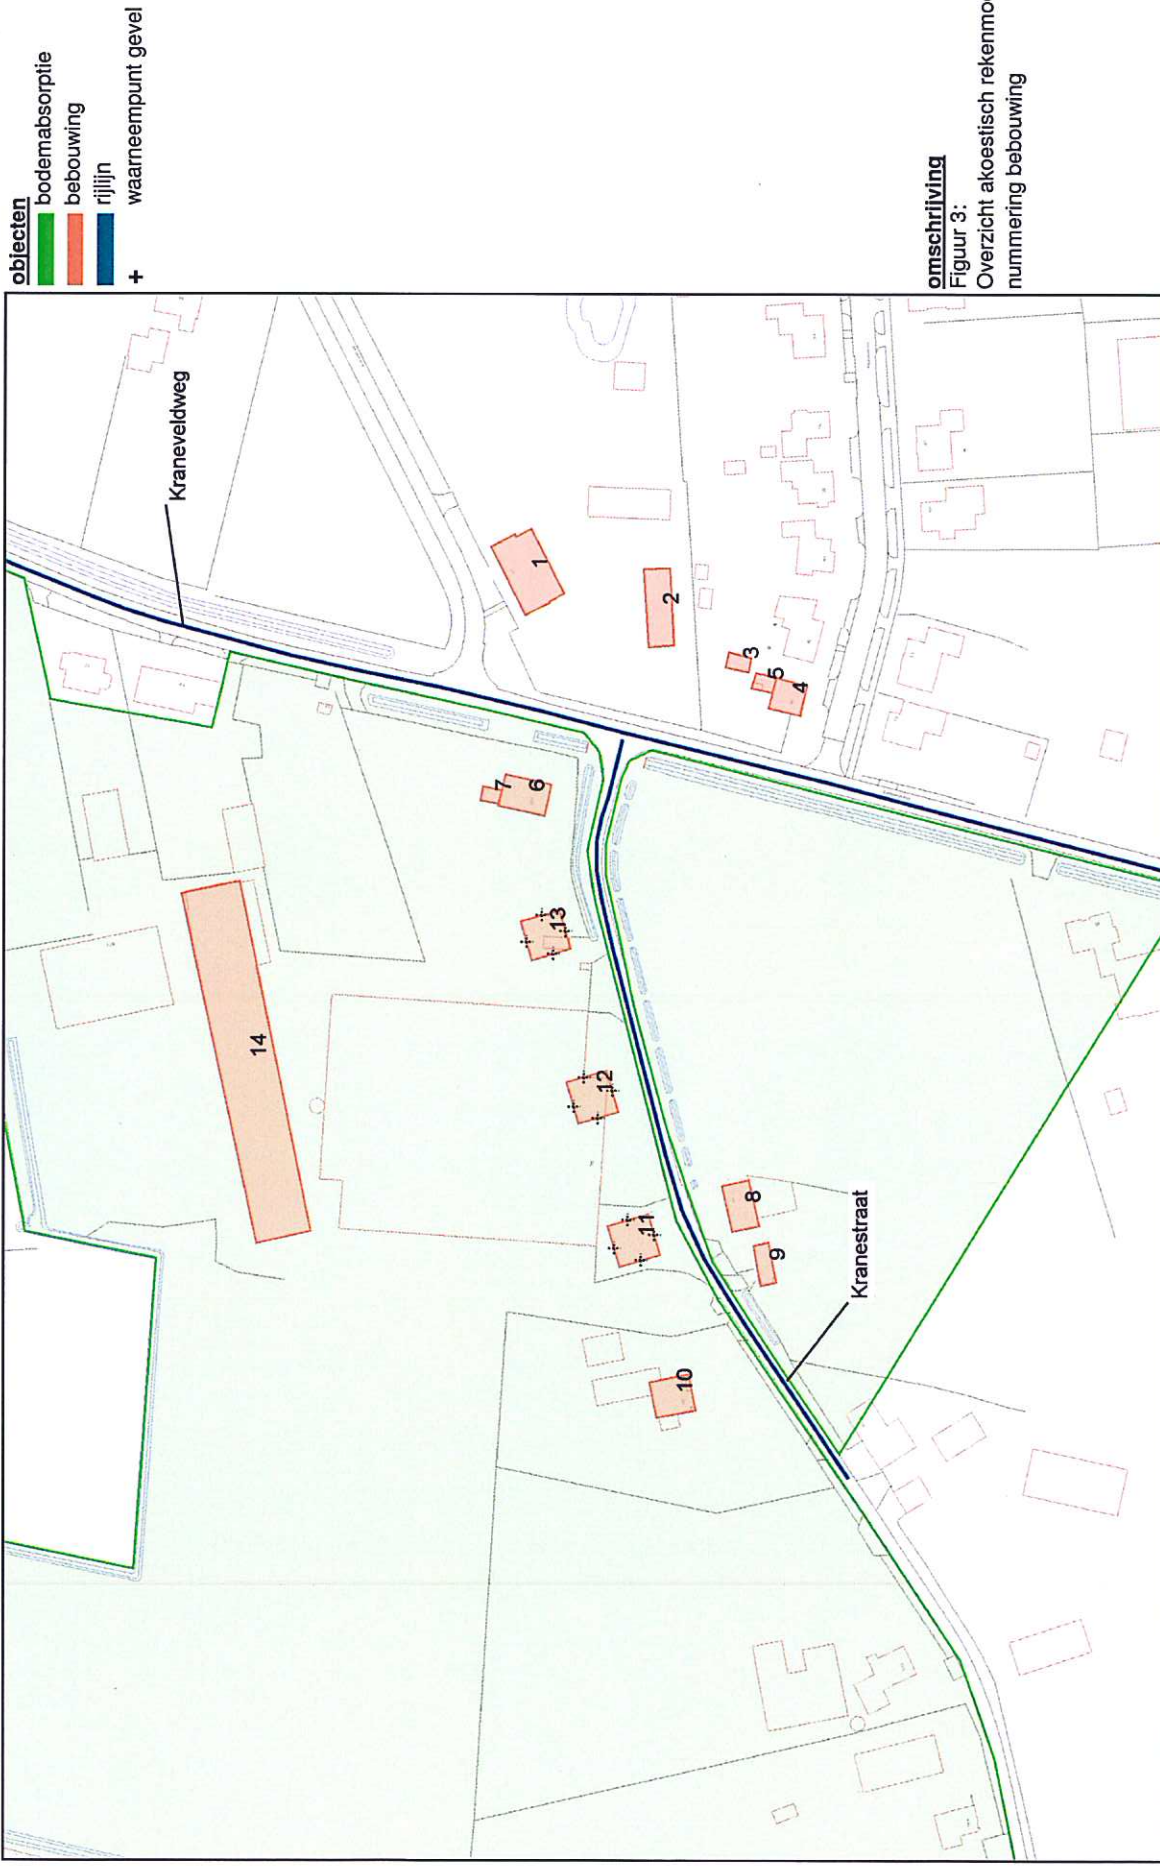 objecten
bodemabsorptie
bebouwing
rijlijn
+ waarneempunt gevel
Kraneveldweg
1
2
3
5
4
7
6
13
14
12
11
8
9
10
Kranestraat
omschrijving
Figuur 3:
Overzicht akoestisch rekenmo
nummering bebouwing